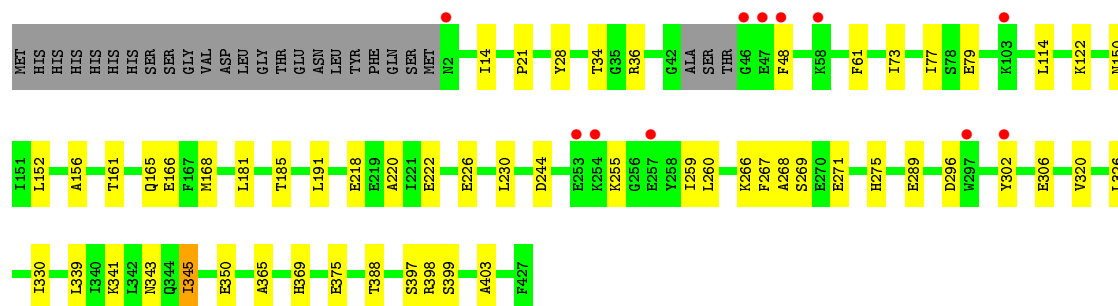 MET HIS HIS HIS HIS HIS HIS SER SER GLY VAL ASP LEU GLY THR GLU ASN LEU TYR PHE GLN SER MET N2 I14 P21 Y28 T34 G35 R36 G42 ALA SER THR G46 E47 F48 K58 F61 I73 I77 S78 E79 K103 L114 K122 N150
I151 L152 A156 T161 Q165 E166 F167 M168 L181 T185 L191 E218 E219 A220 I221 E222 E226 L230 D244 E253 K254 K255 G256 E257 Y258 I259 L260 K266 F267 A268 S269 E270 E271 H275 E289 D296 W297 Y302 E306 V320 L326
I330 L339 I340 K341 L342 N343 Q344 I345 E350 A365 H369 E375 T388 S397 R398 S399 A403 F427